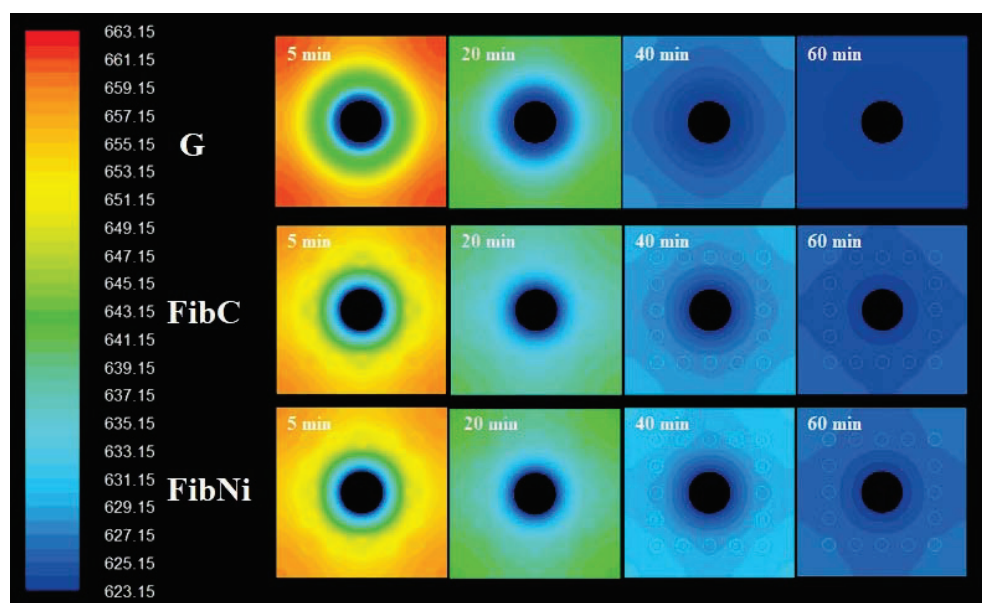 663.15
661.15
659.15
657.15
655.15
653.15
651.15
649.15
647.15
645.15
643.15
641.15
639.15
637.15
635.15
633.15
631.15
629.15
627.15
625.15
623.15
G
5 min
20 min
40 min
60 min
FibC
5 min
20 min
40 min
60 min
FibNi
5 min
20 min
40 min
60 min